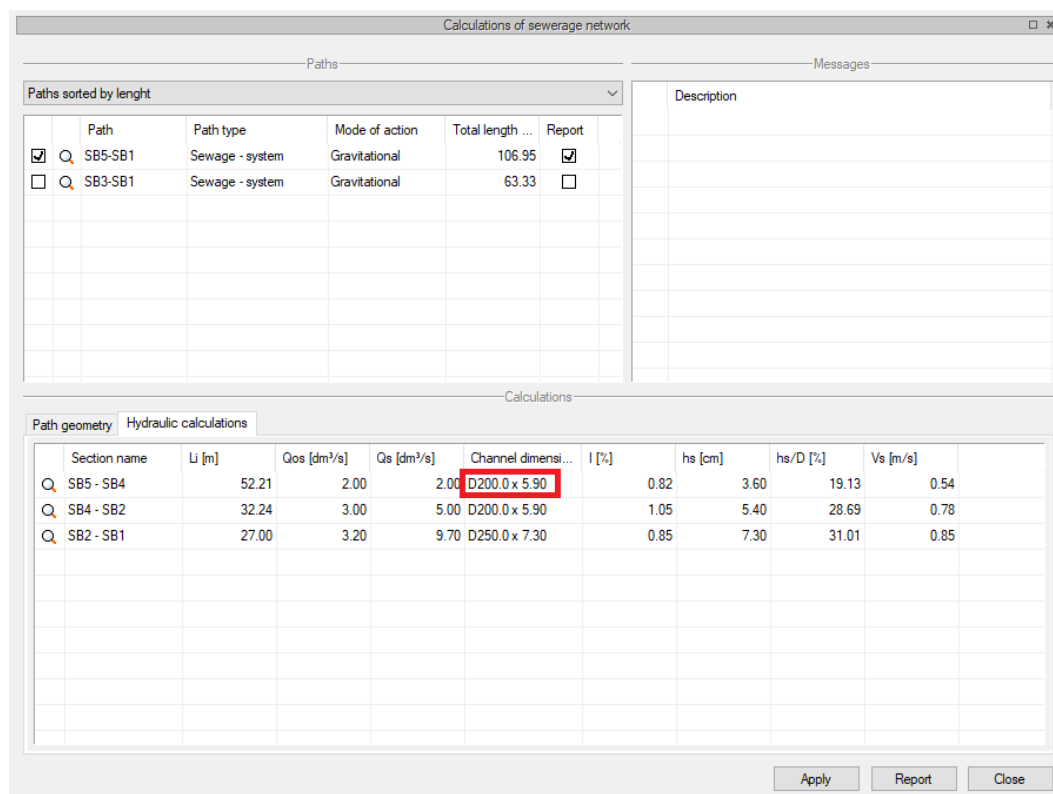 Calculations of sewerage network
Paths
Messages
Paths sorted by lenght
Description
Path Path type Mode of action Total length ... Report
SB5-SB1 Sewage - system Gravitational 106.95
SB3-SB1 Sewage - system Gravitational 63.33
Calculations
Path geometry Hydraulic calculations
Section name Li [m] Qos [dm³/s] Qs [dm³/s] Channel dimensi... I [%] hs [cm] hs/D [%] Vs [m/s]
SB5 - SB4 52.21 2.00 2.00 D200.0 x 5.90 0.82 3.60 19.13 0.54
SB4 - SB2 32.24 3.00 5.00 D200.0 x 5.90 1.05 5.40 28.69 0.78
SB2 - SB1 27.00 3.20 9.70 D250.0 x 7.30 0.85 7.30 31.01 0.85
Apply Report Close